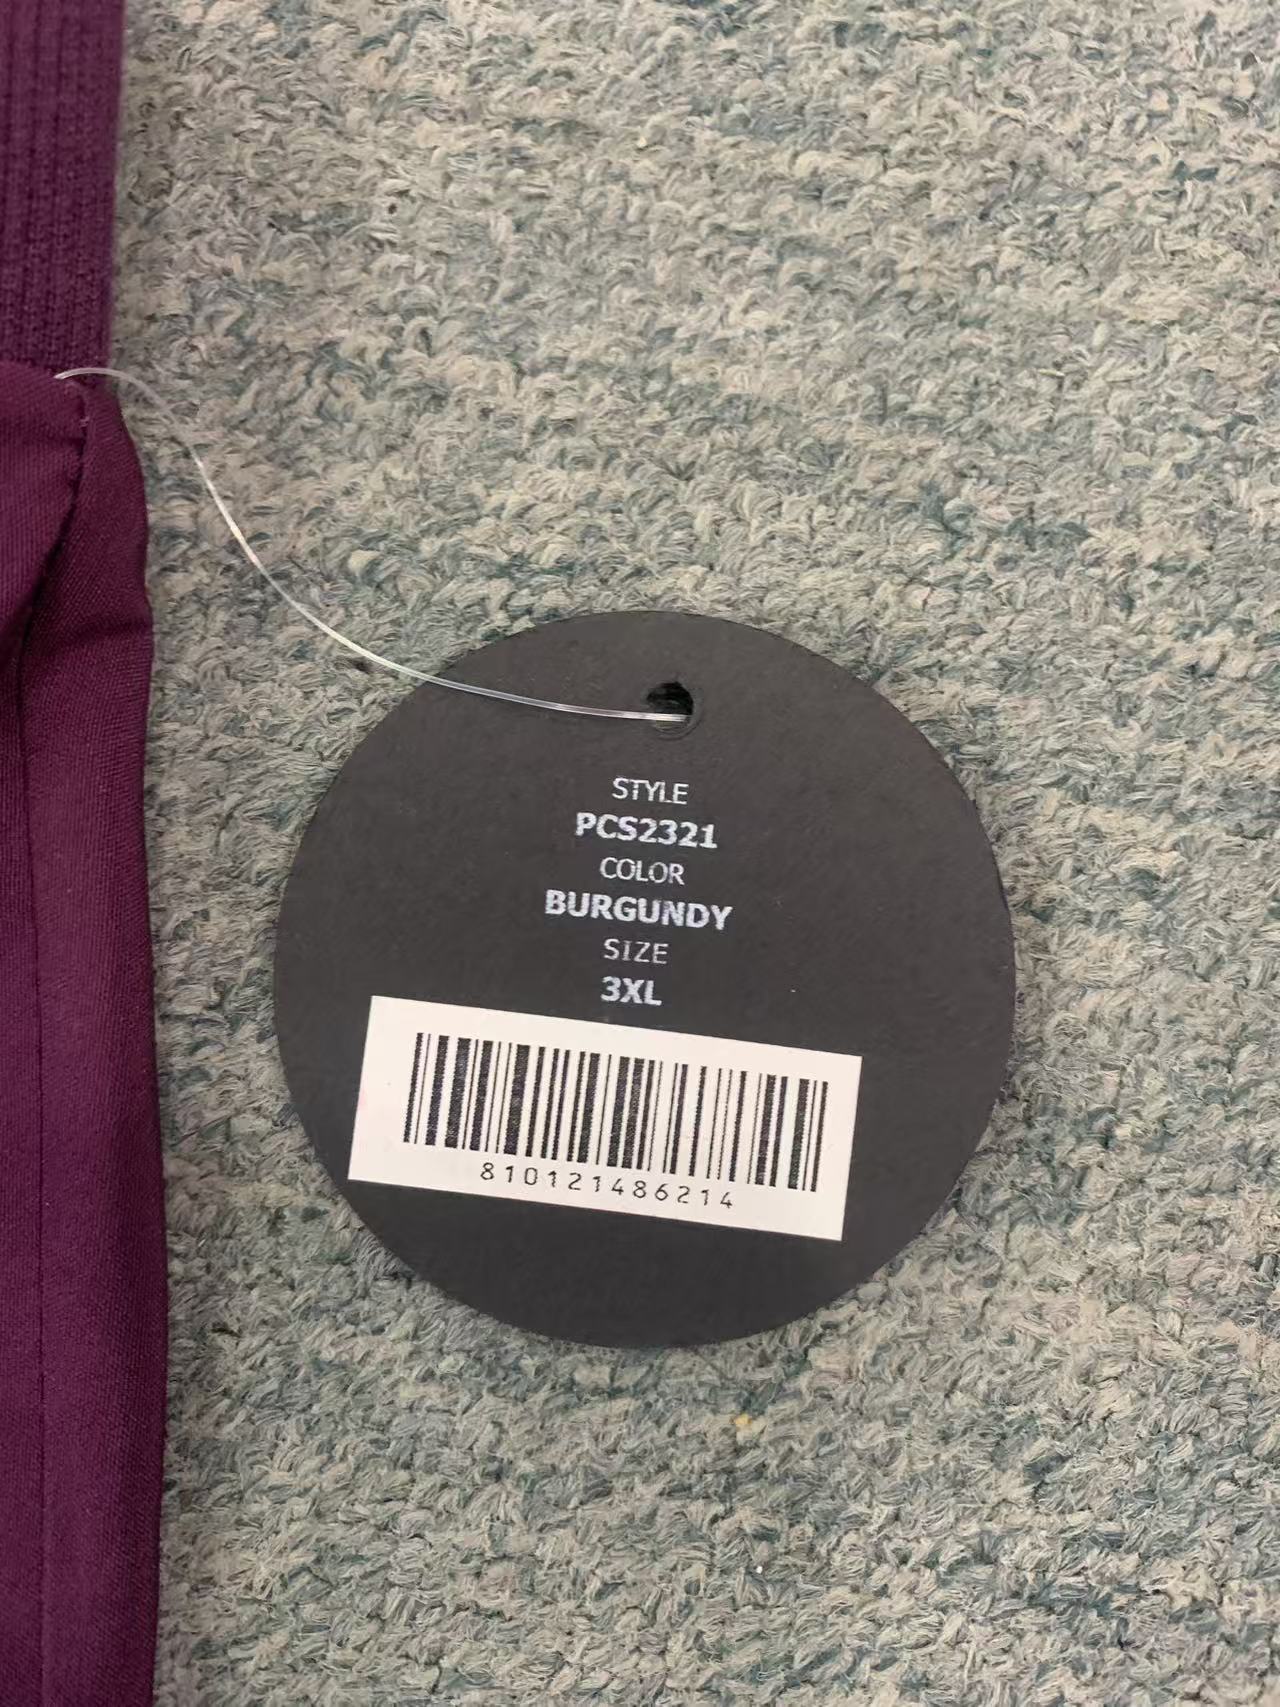 STYLE
PCS2321
COLOR
BURGUNDY
SIZE
3XL
810121486214